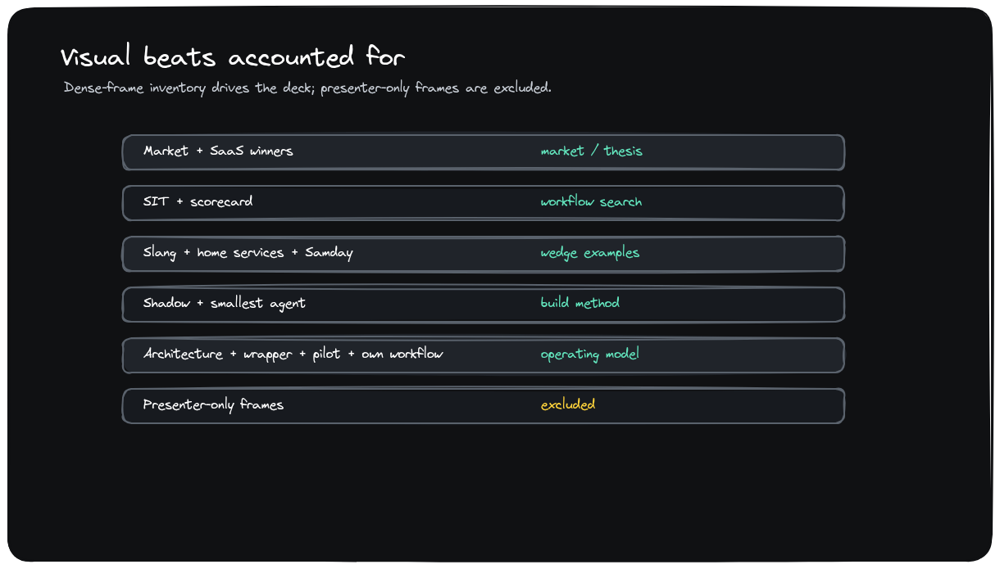 Visual beats accounted for
Dense-frame inventory drives the deck; presenter-only frames are excluded.
Market + SaaS winners market / thesis
SIT + scorecard workflow search
Slang + home services + Samday wedge examples
Shadow + smallest agent build method
Architecture + wrapper + pilot + own workflow operating model
Presenter-only frames excluded